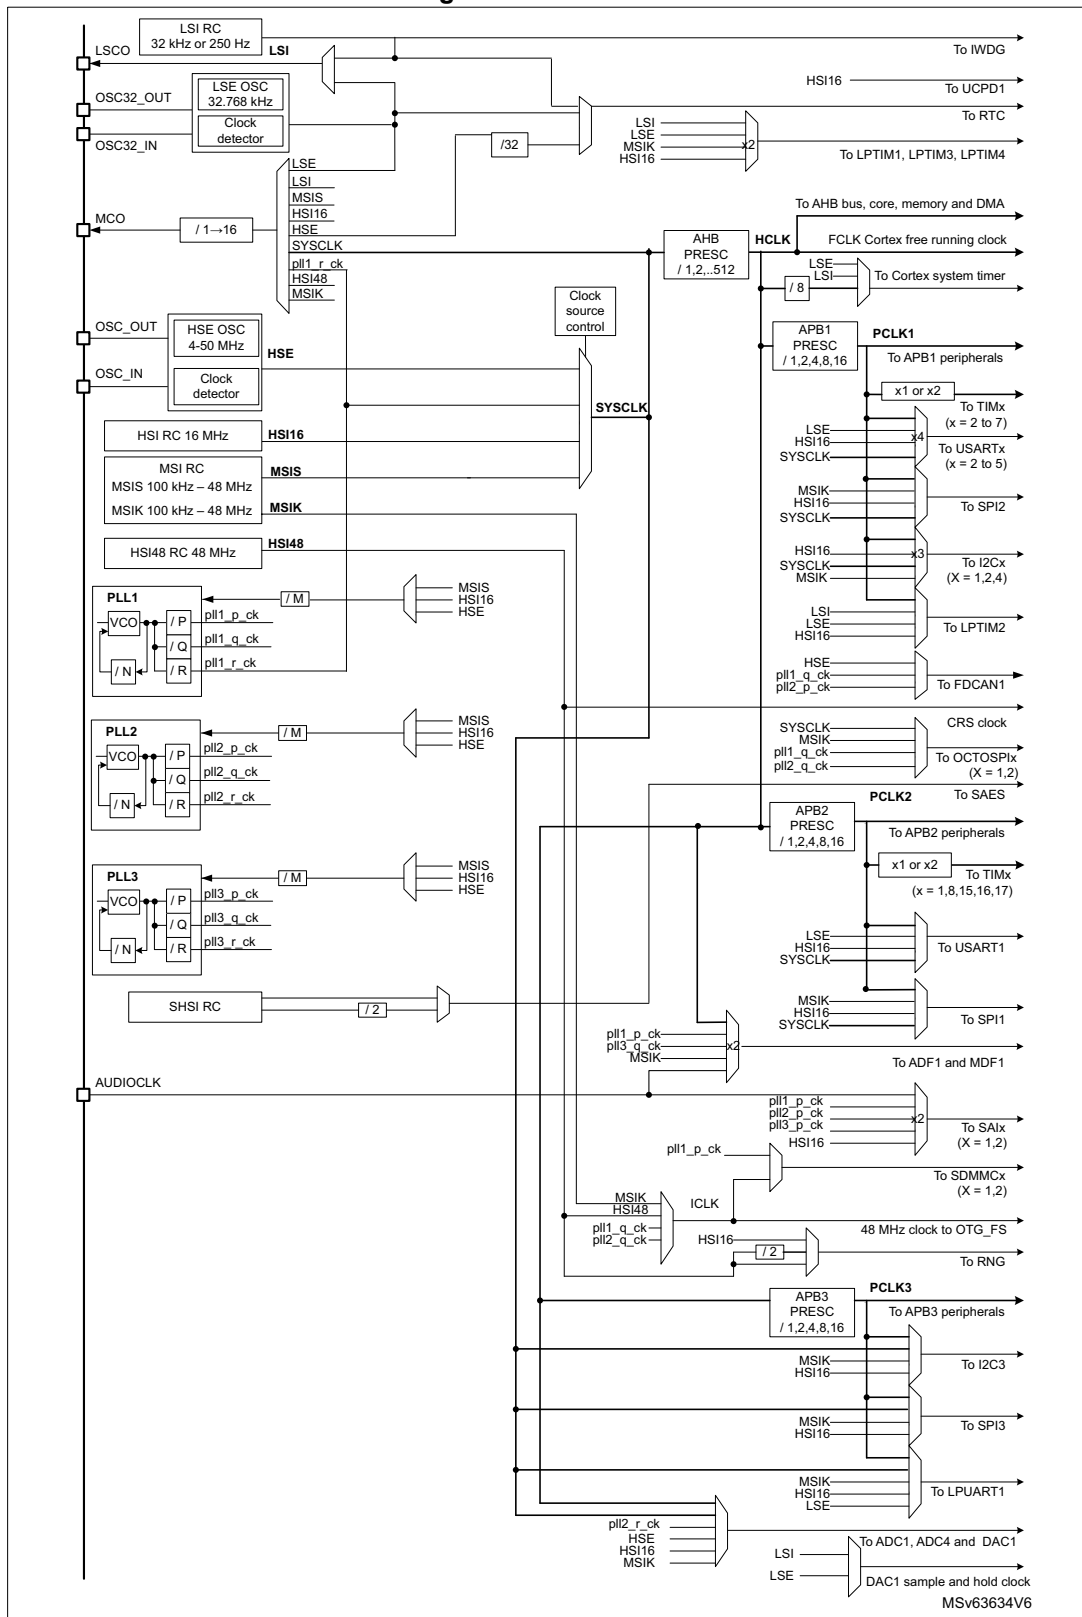 LSI RC
32 kHz or 250 Hz
LSI
LSCO
To IWDG
OSC32_OUT
LSE OSC
32.768 kHz
Clock
detector
OSC32_IN
HSI16
To UCPD1
To RTC
/32
LSI
LSE
MSIK
HSI16
x2
To LPTIM1, LPTIM3, LPTIM4
MCO
/ 1→16
LSE
LSI
MSIS
HSI16
HSE
SYSCLK
pll1_r_ck
HSI48
MSIK
AHB
PRESC
/ 1,2,..512
HCLK
To AHB bus, core, memory and DMA
FCLK Cortex free running clock
LSE
LSI
/ 8
To Cortex system timer
OSC_OUT
HSE OSC
4-50 MHz
HSE
OSC_IN
Clock
detector
Clock
source
control
SYSCLK
APB1
PRESC
/ 1,2,4,8,16
PCLK1
To APB1 peripherals
x1 or x2
To TIMx
(x = 2 to 7)
HSI RC 16 MHz
HSI16
LSE
HSI16
SYSCLK
x4
To USARTx
(x = 2 to 5)
MSI RC
MSIS 100 kHz – 48 MHz
MSIK 100 kHz – 48 MHz
MSIS
MSIK
MSIK
HSI16
SYSCLK
To SPI2
HSI48 RC 48 MHz
HSI48
HSI16
SYSCLK
MSIK
x3
To I2Cx
(X = 1,2,4)
PLL1
VCO
/ N
/ P
/ Q
/ R
pll1_p_ck
pll1_q_ck
pll1_r_ck
/ M
MSIS
HSI16
HSE
LSI
LSE
HSI16
To LPTIM2
HSE
pll1_q_ck
pll2_p_ck
To FDCAN1
CRS clock
PLL2
VCO
/ N
/ P
/ Q
/ R
pll2_p_ck
pll2_q_ck
pll2_r_ck
/ M
MSIS
HSI16
HSE
SYSCLK
MSIK
pll1_q_ck
pll2_q_ck
To OCTOSPIx
(X = 1,2)
To SAES
APB2
PRESC
/ 1,2,4,8,16
PCLK2
To APB2 peripherals
x1 or x2
To TIMx
(x = 1,8,15,16,17)
PLL3
VCO
/ N
/ P
/ Q
/ R
pll3_p_ck
pll3_q_ck
pll3_r_ck
/ M
MSIS
HSI16
HSE
LSE
HSI16
SYSCLK
To USART1
SHSI RC
/ 2
MSIK
HSI16
SYSCLK
To SPI1
pll1_p_ck
pll3_q_ck
MSIK
x2
To ADF1 and MDF1
AUDIOCLK
pll1_p_ck
pll2_p_ck
pll3_p_ck
HSI16
x2
To SAIx
(X = 1,2)
pll1_p_ck
To SDMMCx
(X = 1,2)
MSIK
HSI48
pll1_q_ck
pll2_q_ck
ICLK
48 MHz clock to OTG_FS
HSI16
/ 2
To RNG
APB3
PRESC
/ 1,2,4,8,16
PCLK3
To APB3 peripherals
MSIK
HSI16
To I2C3
MSIK
HSI16
To SPI3
MSIK
HSI16
LSE
To LPUART1
pll2_r_ck
HSE
HSI16
MSIK
To ADC1, ADC4 and DAC1
LSI
LSE
DAC1 sample and hold clock
MSv63634V6